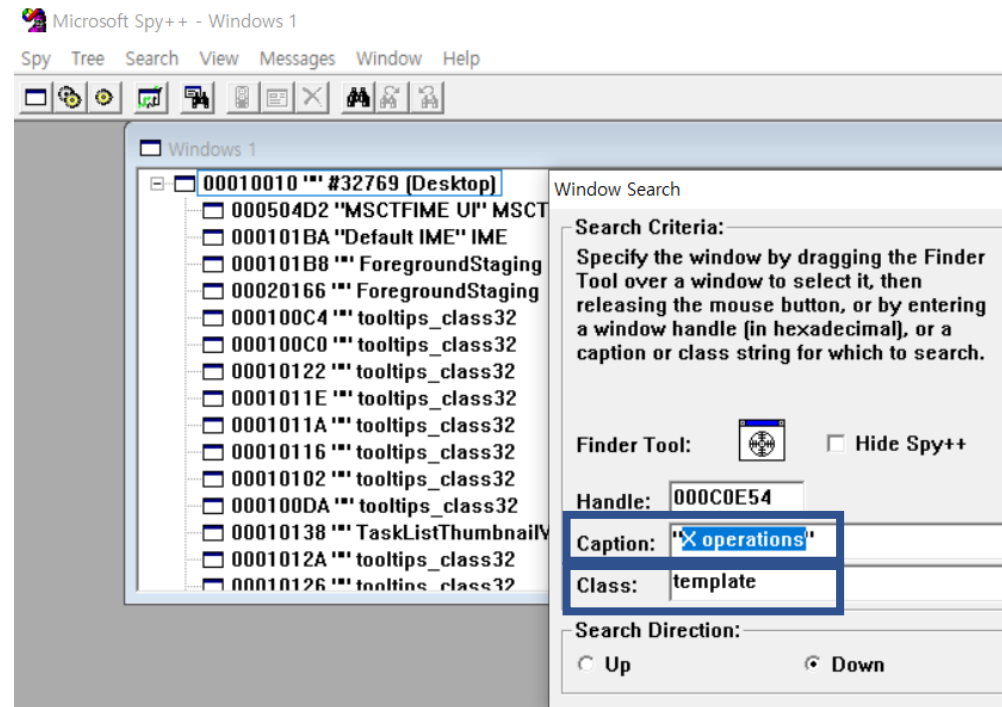 Microsoft Spy++ - Windows 1
Spy Tree Search View Messages Window Help
Windows 1
00010010 "" #32769 (Desktop)
000504D2 "MSCTFIME UI" MSCT
000101BA "Default IME" IME
000101B8 "" ForegroundStaging
00020166 "" ForegroundStaging
000100C4 "" tooltips_class32
000100C0 "" tooltips_class32
00010122 "" tooltips_class32
0001011E "" tooltips_class32
0001011A "" tooltips_class32
00010116 "" tooltips_class32
00010102 "" tooltips_class32
000100DA "" tooltips_class32
00010138 "" TaskListThumbnailW
0001012A "" tooltips_class32
00010126 "" tooltips_class32
Window Search
Search Criteria:
Specify the window by dragging the Finder
Tool over a window to select it, then
releasing the mouse button, or by entering
a window handle (in hexadecimal), or a
caption or class string for which to search.
Finder Tool:
Hide Spy++
Handle: 000C0E54
Caption: "X operations"
Class: template
Search Direction:
Up Down